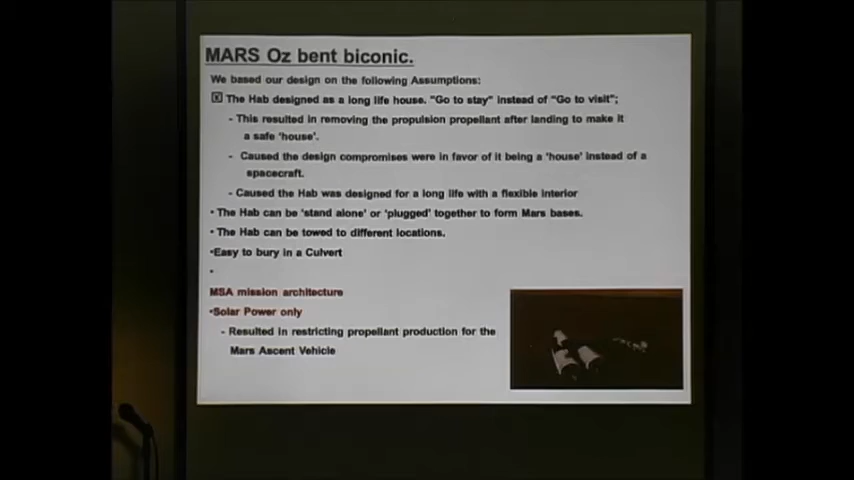 MARS Oz bent biconic.
We based our design on the following Assumptions:
The Hab designed as a long life house. "Go to stay" instead of "Go to visit";
- This resulted in removing the propulsion propellant after landing to make it
a safe 'house'.
- Caused the design compromises were in favor of it being a 'house' instead of a
spacecraft.
- Caused the Hab was designed for a long life with a flexible interior
• The Hab can be 'stand alone' or 'plugged' together to form Mars bases.
• The Hab can be towed to different locations.
•Easy to bury in a Culvert
•
MSA mission architecture
•Solar Power only
- Resulted in restricting propellant production for the
Mars Ascent Vehicle